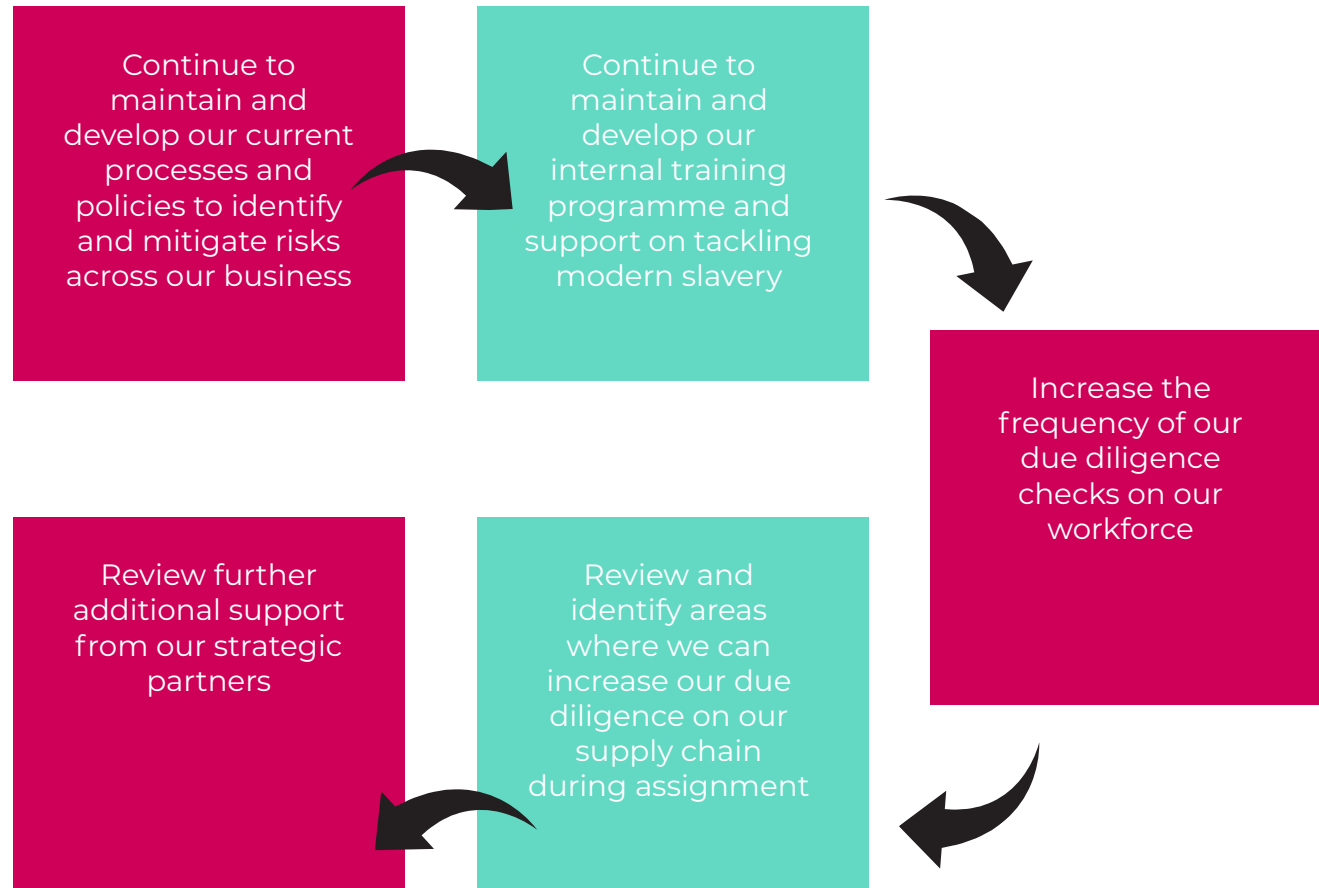 Continue to
maintain and
develop our current
processes and
policies to identify
and mitigate risks
across our business
Continue to
maintain and
develop our
internal training
programme and
support on tackling
modern slavery
Increase the
frequency of our
due diligence
checks on our
workforce
Review and
identify areas
where we can
increase our due
diligence on our
supply chain
during assignment
Review further
additional support
from our strategic
partners